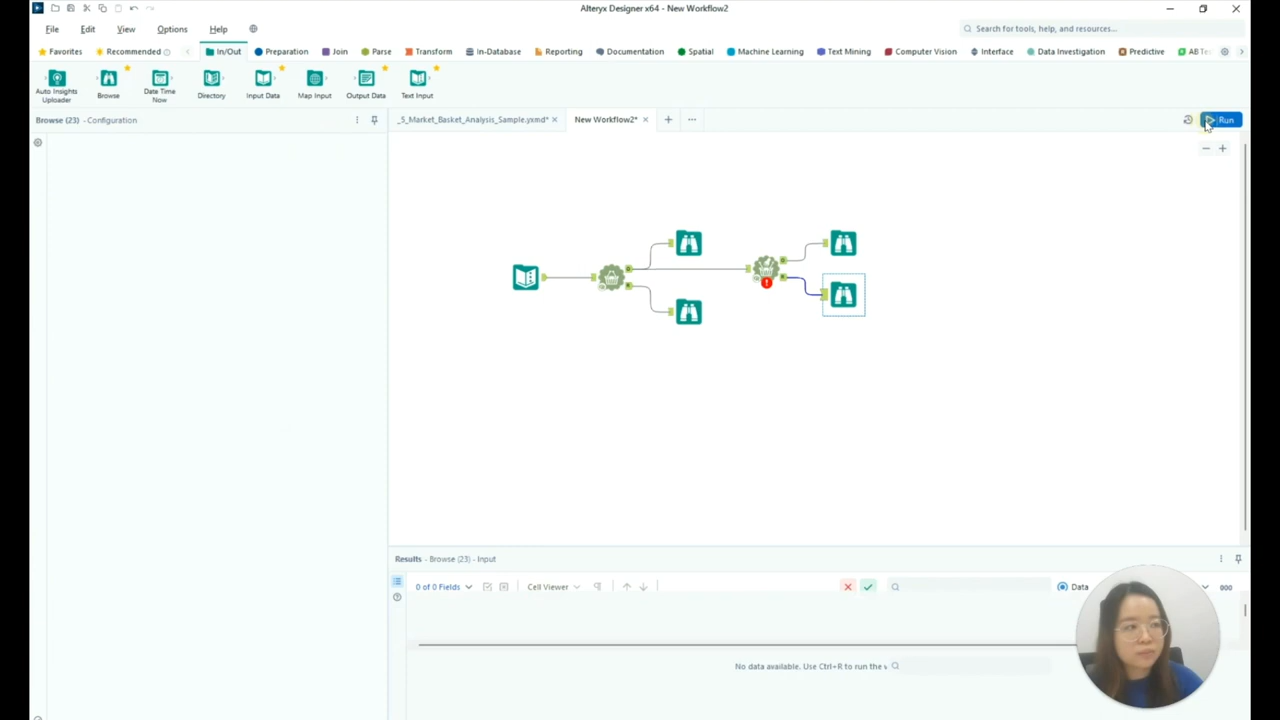 Alteryx Designer x64 - New Workflow2
File Edit View Options Help
Search for tools, help, and resources...
Favorites Recommended In/Out Preparation Join Parse Transform In-Database Reporting Documentation Spatial Machine Learning Text Mining Computer Vision Interface Data Investigation Predictive AB
Auto Insights Uploader
Browse
Date Time Now
Directory
Input Data
Map Input
Output Data
Text Input
Browse (23) - Configuration
_5_Market_Basket_Analysis_Sample.yxmd*
New Workflow2*
Run
Results - Browse (23) - Input
0 of 0 Fields
Cell Viewer
Data
000
No data available. Use Ctrl+R to run the